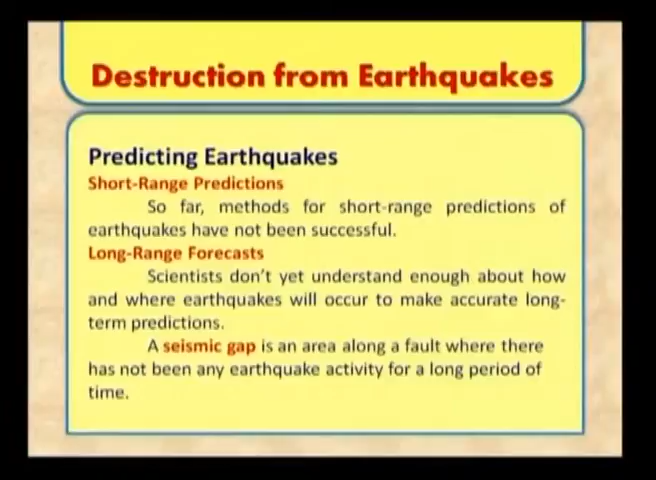 Destruction from Earthquakes
Predicting Earthquakes
Short-Range Predictions
So far, methods for short-range predictions of
earthquakes have not been successful.
Long-Range Forecasts
Scientists don't yet understand enough about how
and where earthquakes will occur to make accurate long-
term predictions.
A seismic gap is an area along a fault where there
has not been any earthquake activity for a long period of
time.